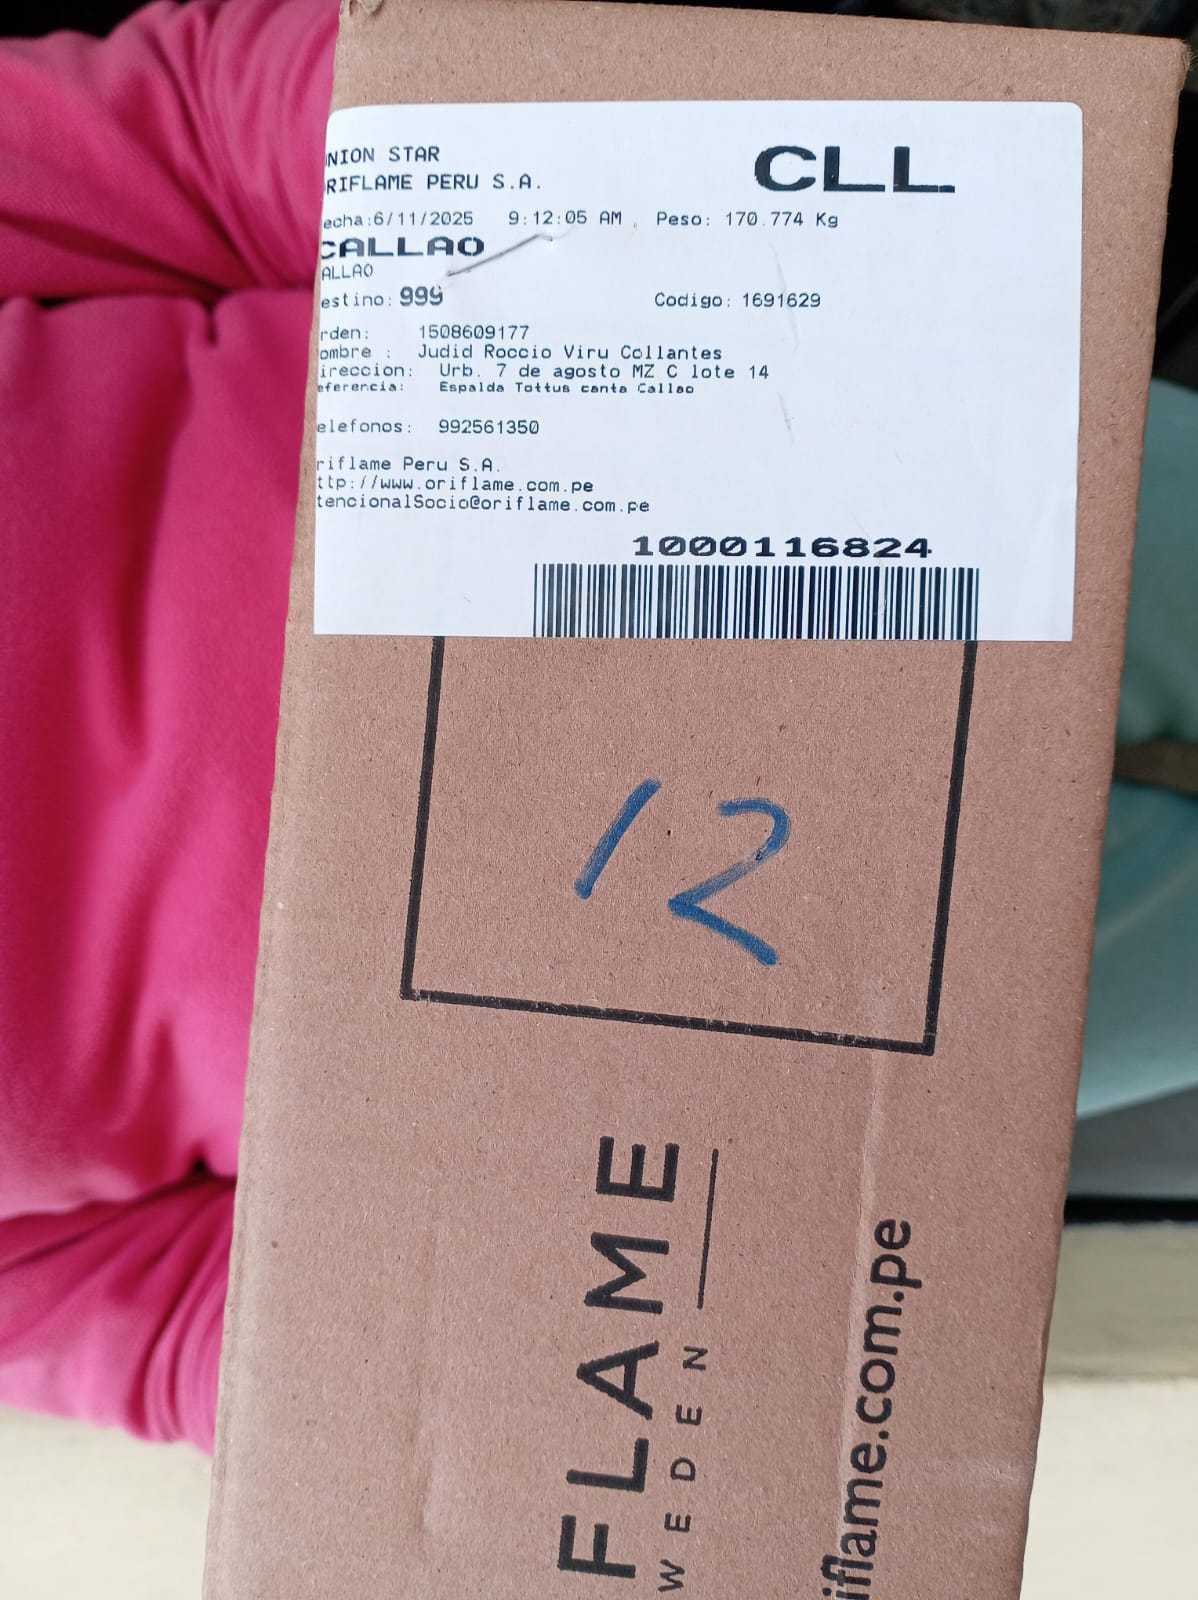 NION STAR
RIFLAME PERU S.A.
CLL
echa:6/11/2025 9:12:05 AM Peso: 170.774 Kg
CALLAO
ALLAO
estino: 999 Codigo: 1691629
rden: 1508609177
ombre : Judid Roccio Viru Collantes
ireccion: Urb. 7 de agosto MZ C lote 14
eferencia: Espalda Tottus canta Callao
elefonos: 992561350
riflame Peru S.A.
ttp://www.oriflame.com.pe
tencionalSocio@oriflame.com.pe
1000116824
12
FLAME
WEDEN
iflame.com.pe